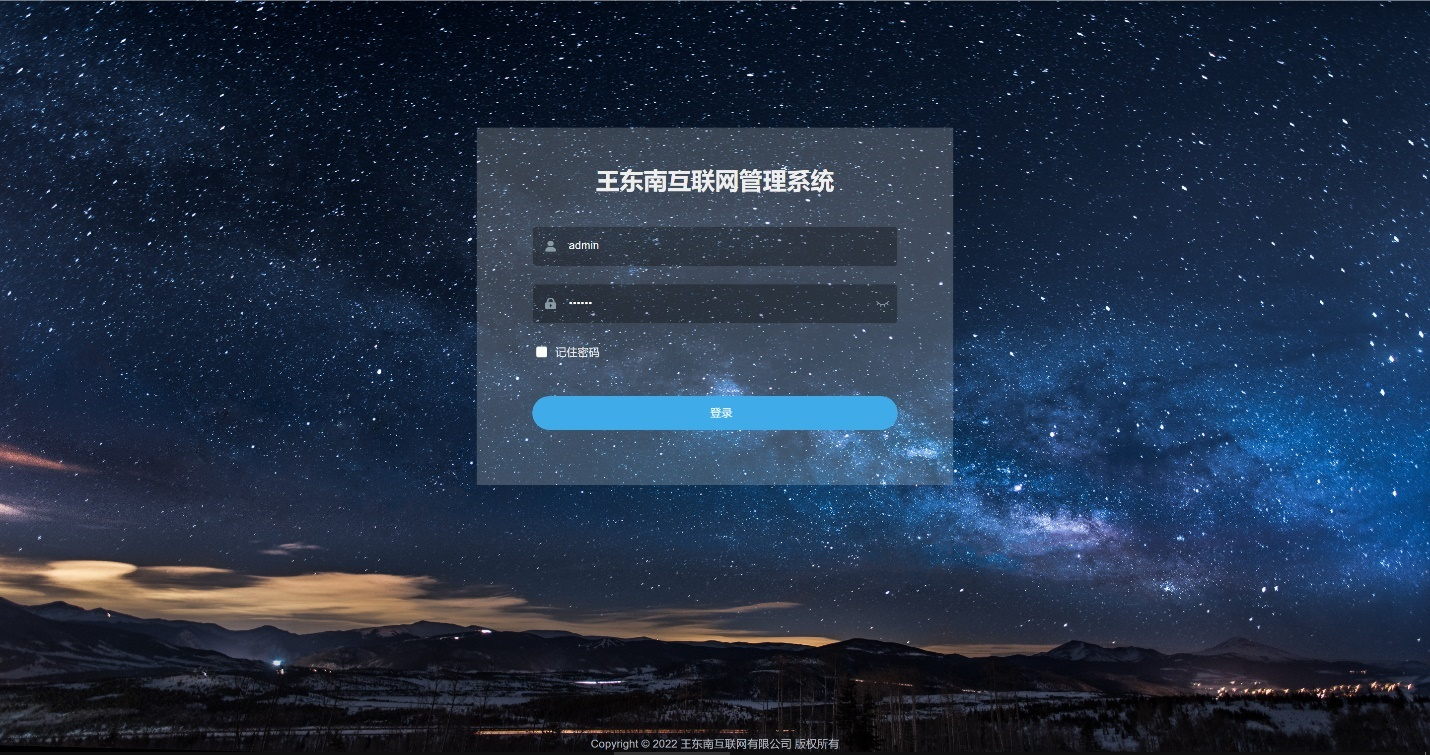 王东南互联网管理系统
admin
••••••
记住密码
登录
Copyright © 2022 王东南互联网有限公司 版权所有